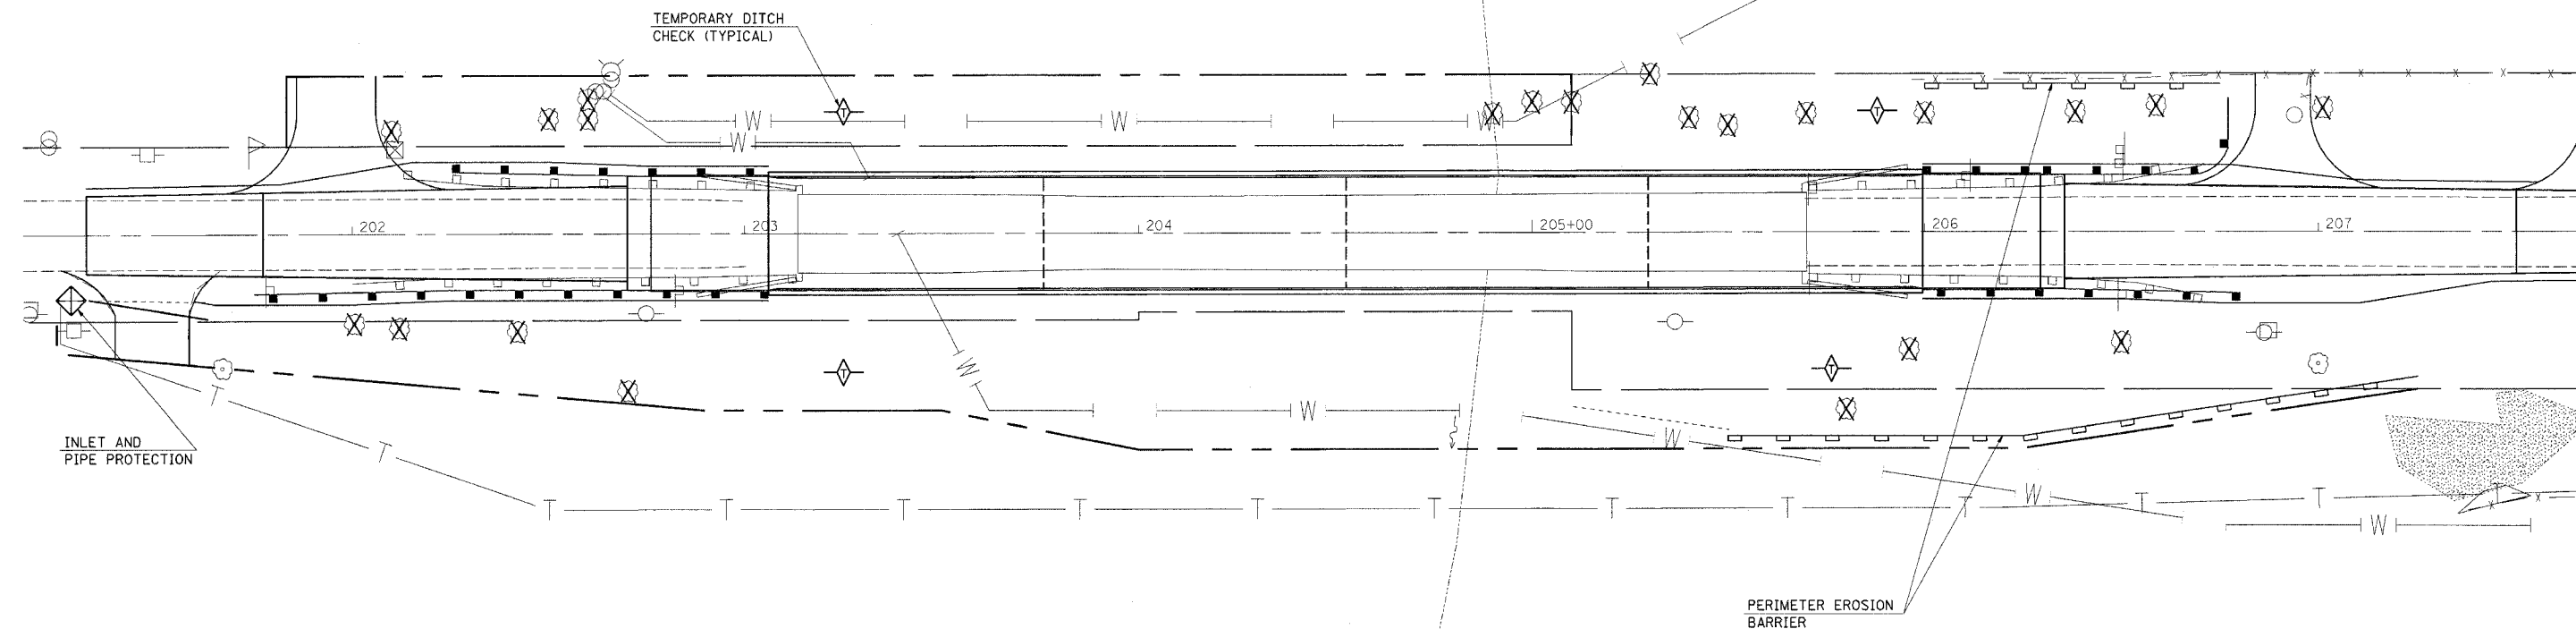 TEMPORARY DITCH
CHECK (TYPICAL)
W W W
W
T T
202 203 204 205+00 206 207
T
W
T
W
W
INLET AND
PIPE PROTECTION
T
T
W
T T T T T T T T T T T T
W
PERIMETER EROSION
BARRIER